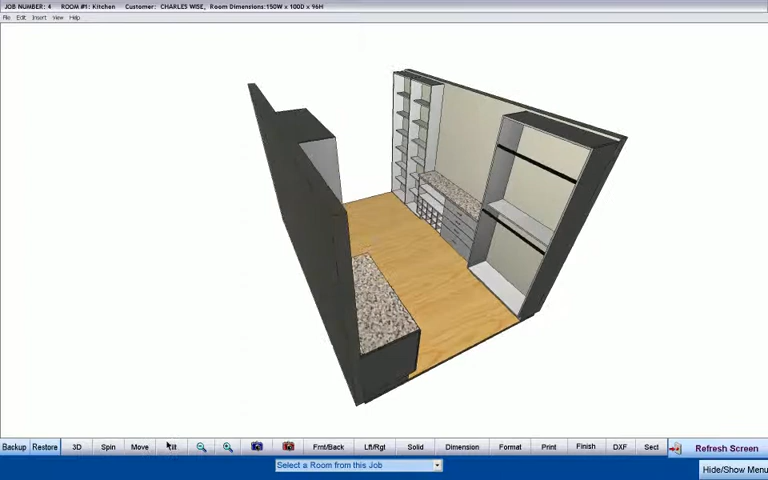 JOB NUMBER: 4 ROOM #1: Kitchen Customer: CHARLES WISE, Room Dimensions:150W x 100D x 96H
File Edit Insert View Help
Backup Restore 3D Spin Move Tilt Frnt/Back Lft/Rgt Solid Dimension Format Print Finish DXF Sect Refresh Screen
Select a Room from this Job
Hide/Show Menu